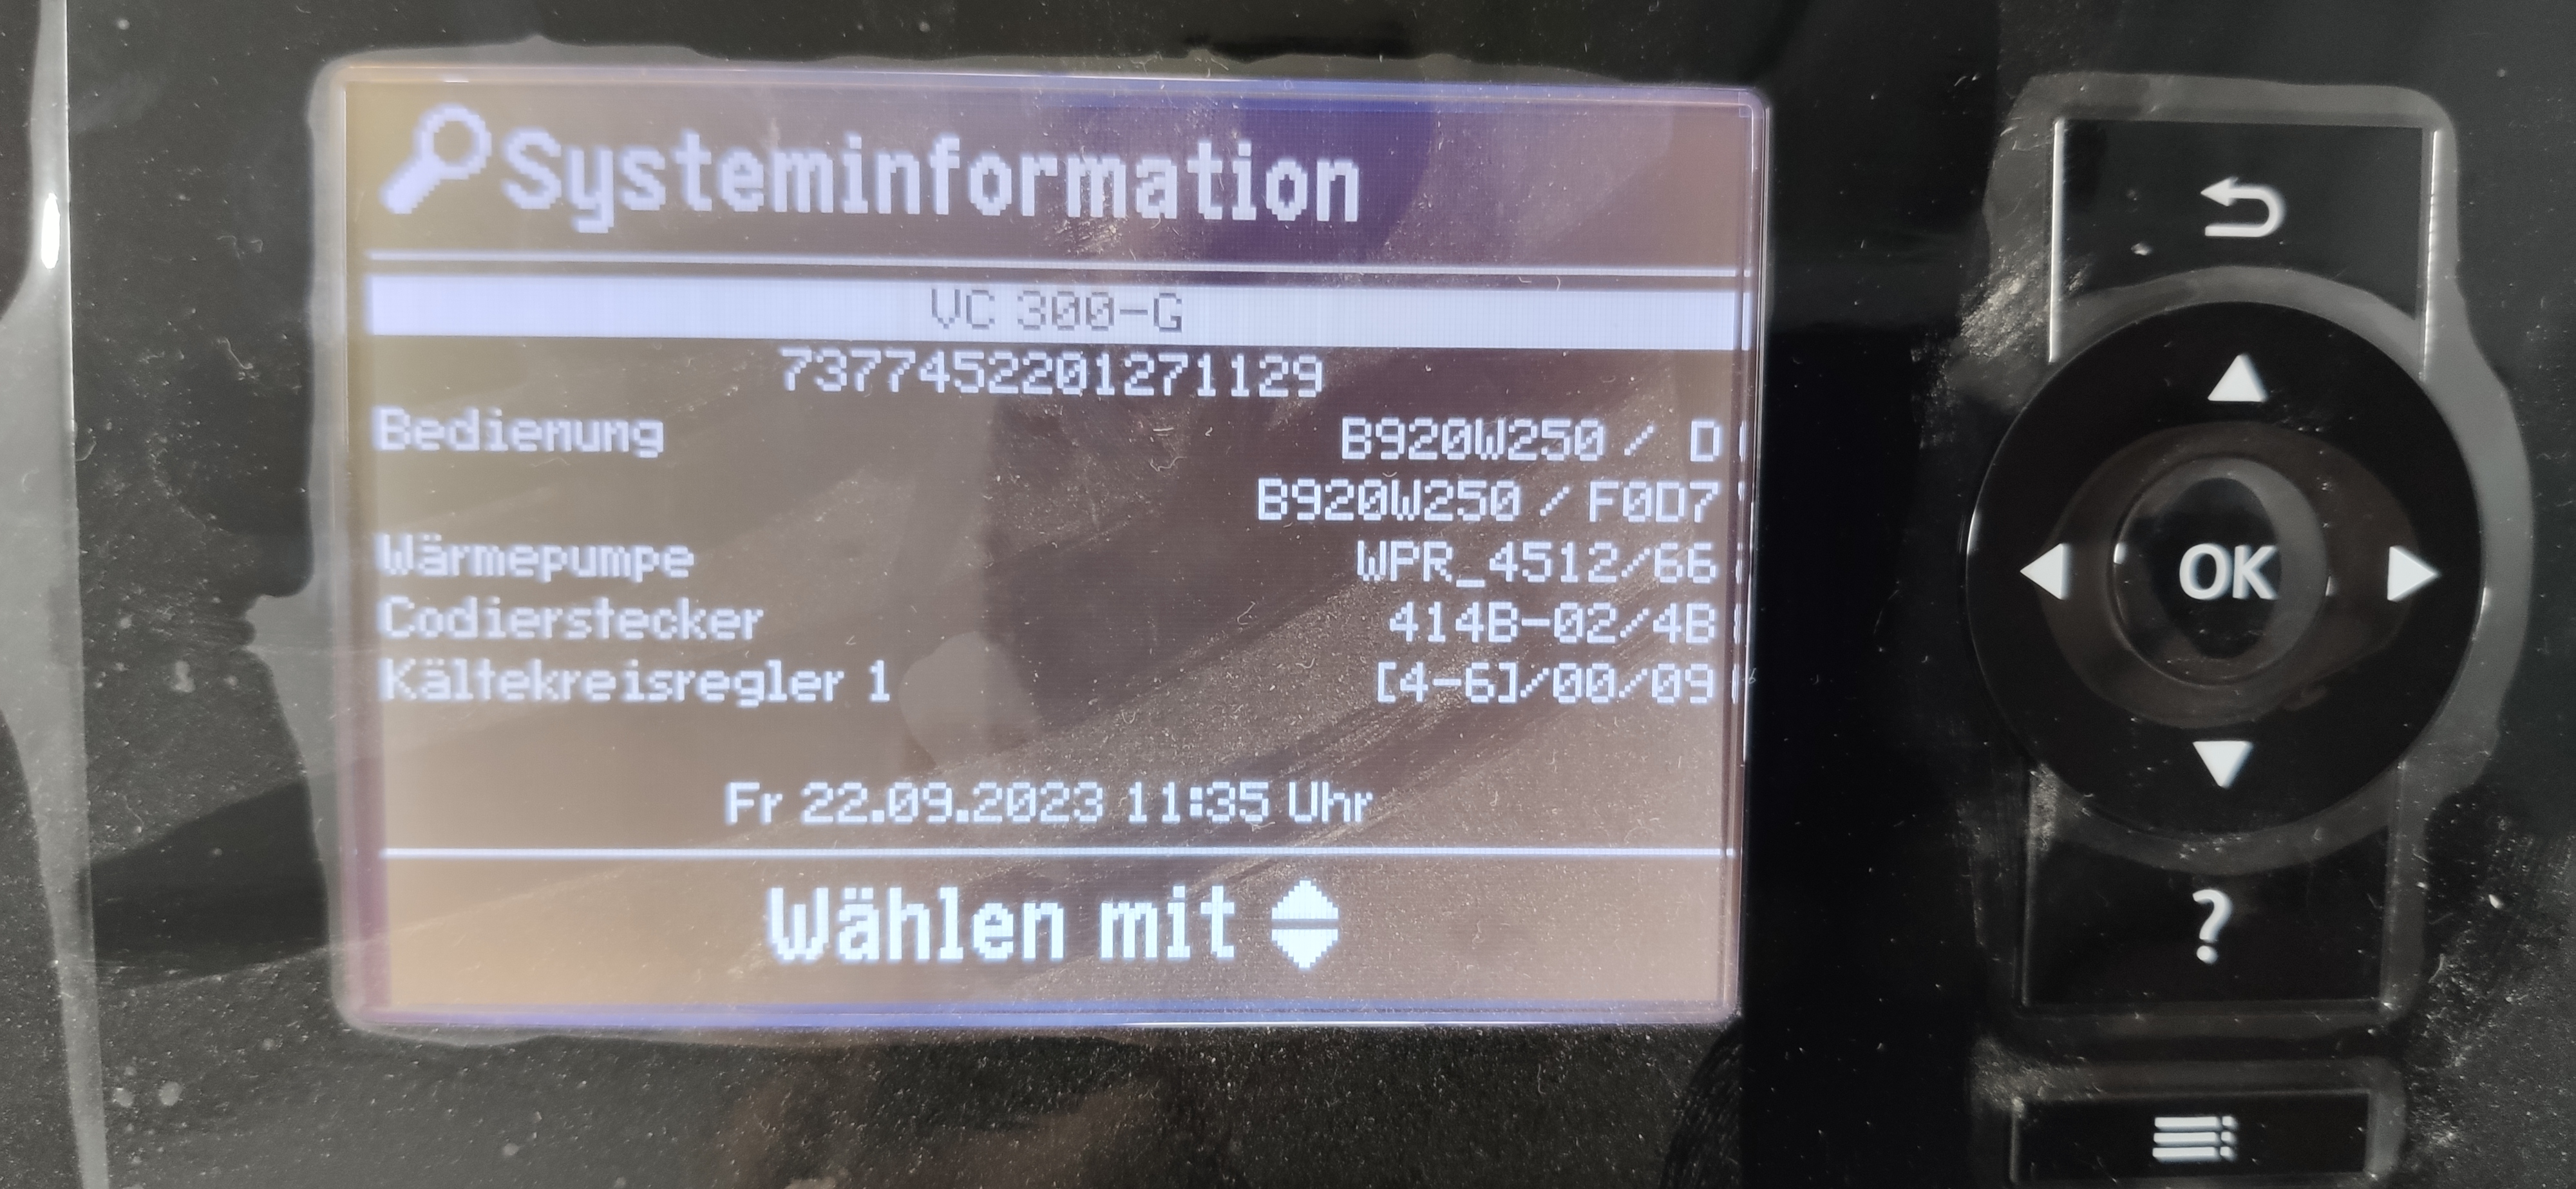 Systeminformation
VC 300-G
7377452201271129
Bedienung B920W250 / D
B920W250 / F0D7
Wärmepumpe WPR_4512/66
Codierstecker 414B-02/4B
Kältekreisregler 1 [4-6]/00/09
Fr 22.09.2023 11:35 Uhr
Wählen mit
OK
?